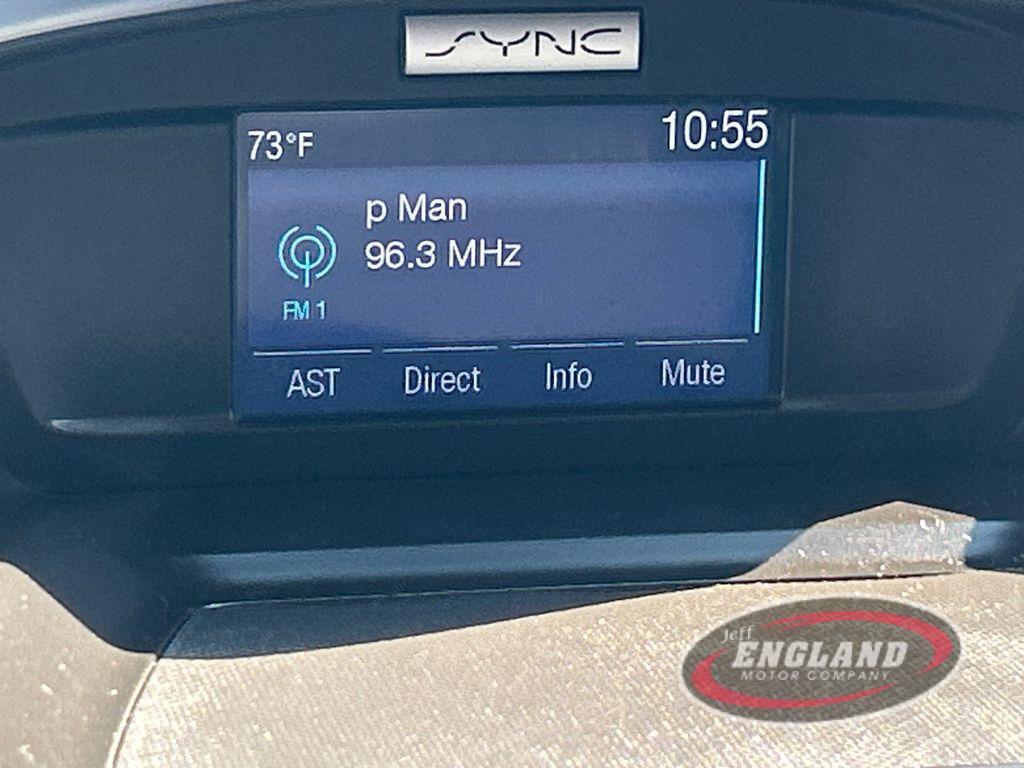 SYNC
73°F
10:55
p Man
96.3 MHz
FM 1
AST
Direct
Info
Mute
Jeff
ENGLAND
MOTOR COMPANY